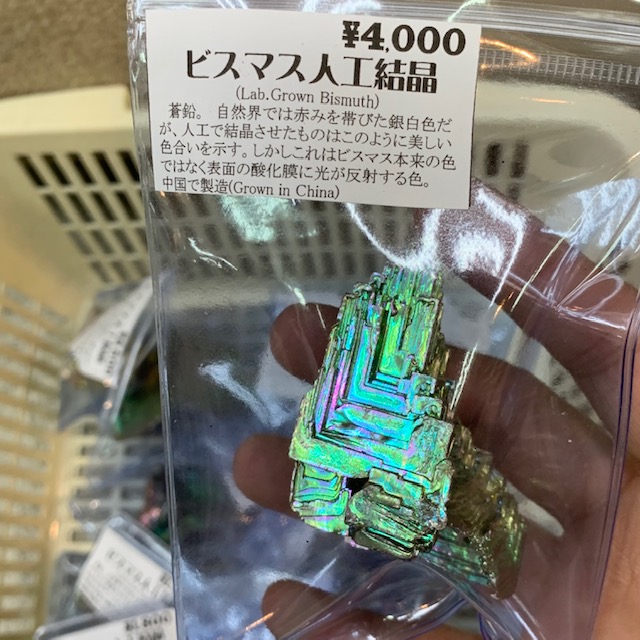 ¥4,000
ビスマス人工結晶
(Lab.Grown Bismuth)
蒼鉛。 自然界では赤みを帯びた銀白色だ
が、人工で結晶させたものはこのように美しい
色合いを示す。しかしこれはビスマス本来の色
ではなく表面の酸化膜に光が反射する色。
中国で製造(Grown in China)